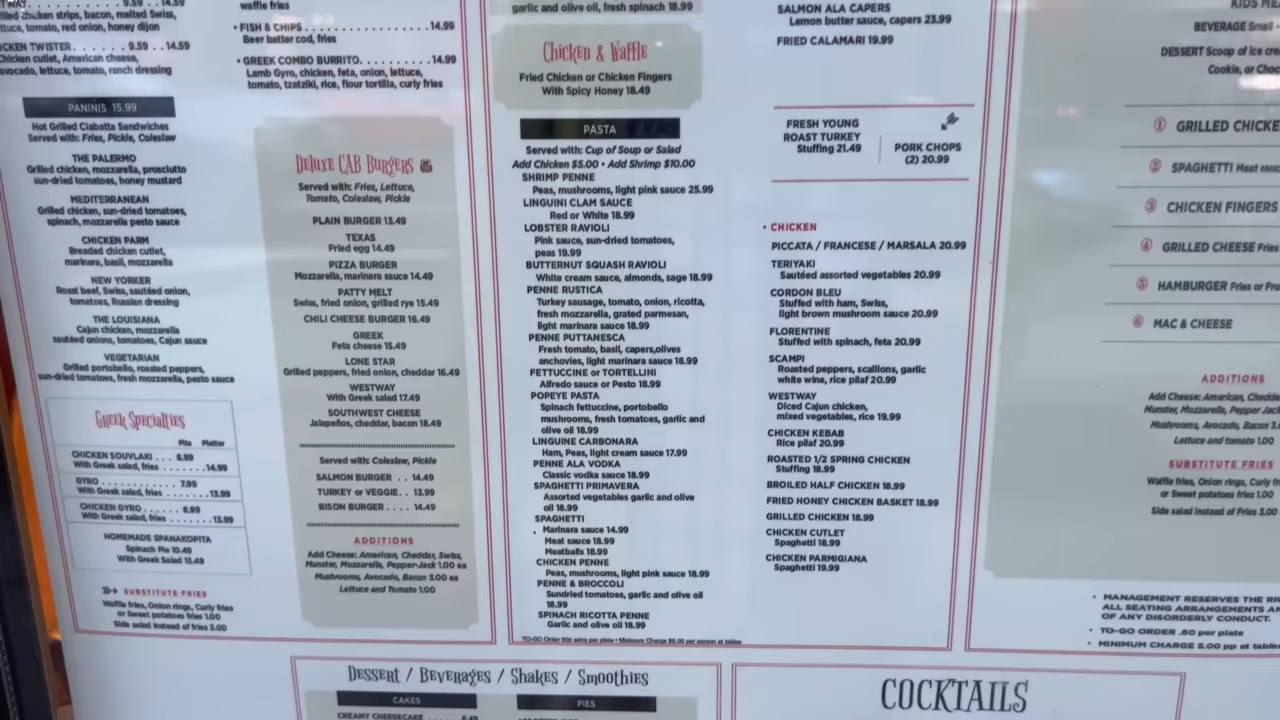 illed chicken strips, bacon, melted Swiss,
ttuce, tomato, red onion, honey dijon
ICKEN TWISTER . . . . . . 9.59 . . 14.59
Chicken cutlet, American cheese,
avocado, lettuce, tomato, ranch dressing
PANINIS 15.99
Hot Grilled Ciabatta Sandwiches
Served with: Fries, Pickle, Coleslaw
THE PALERMO
Grilled chicken, mozzarella, prosciutto
sun-dried tomatoes, honey mustard
MEDITERRANEAN
Grilled chicken, sun-dried tomatoes,
spinach, mozzarella pesto sauce
CHICKEN PARM
Breaded chicken cutlet,
marinara, basil, mozzarella
NEW YORKER
Roast beef, Swiss, sautéed onion,
tomatoes, Russian dressing
THE LOUISIANA
Cajun chicken, mozzarella
sautéed onions, tomatoes, Cajun sauce
VEGETARIAN
Grilled portobello, roasted peppers,
sun-dried tomatoes, fresh mozzarella, pesto sauce
Greek Specialties
Pita Platter
CHICKEN SOUVLAKI . . . 8.99
With Greek salad, fries . . . . . . . . 14.99
GYRO . . . . . . . . . . . . . . . 7.99
With Greek salad, fries . . . . . . . . 13.99
CHICKEN GYRO . . . . . 8.99
With Greek salad, fries . . . . . . . . 13.99
HOMEMADE SPANAKOPITA
Spinach Pie 10.49
With Greek Salad 13.49
SUBSTITUTE FRIES
Waffle fries, Onion rings, Curly fries
or Sweet potatoes fries 1.00
Side salad instead of fries 3.00
waffle fries
• FISH & CHIPS . . . . . . . . . . . . . . . . . . . . 14.99
Beer batter cod, fries
• GREEK COMBO BURRITO. . . . . . . . . . 14.99
Lamb Gyro, chicken, feta, onion, lettuce,
tomato, tzatziki, rice, flour tortilla, curly fries
Deluxe CAB Burgers
Served with: Fries, Lettuce,
Tomato, Coleslaw, Pickle
PLAIN BURGER 13.49
TEXAS
Fried egg 14.49
PIZZA BURGER
Mozzarella, marinara sauce 14.49
PATTY MELT
Swiss, fried onion, grilled rye 15.49
CHILI CHEESE BURGER 16.49
GREEK
Feta cheese 15.49
LONE STAR
Grilled peppers, fried onion, cheddar 16.49
WESTWAY
With Greek salad 17.49
SOUTHWEST CHEESE
Jalapeños, cheddar, bacon 18.49
Served with: Coleslaw, Pickle
SALMON BURGER . . 14.49
TURKEY or VEGGIE. . 13.99
BISON BURGER . . . . 14.49
ADDITIONS
Add Cheese: American, Cheddar, Swiss,
Munster, Mozzarella, Pepper-Jack 1.00 ea
Mushrooms, Avocado, Bacon 3.00 ea
Lettuce and Tomato 1.00
garlic and olive oil, fresh spinach 18.99
Chicken & Waffle
Fried Chicken or Chicken Fingers
With Spicy Honey 18.49
PASTA
Served with: Cup of Soup or Salad
Add Chicken $5.00 • Add Shrimp $10.00
SHRIMP PENNE
Peas, mushrooms, light pink sauce 25.99
LINGUINI CLAM SAUCE
Red or White 18.99
LOBSTER RAVIOLI
Pink sauce, sun-dried tomatoes,
peas 19.99
BUTTERNUT SQUASH RAVIOLI
White cream sauce, almonds, sage 18.99
PENNE RUSTICA
Turkey sausage, tomato, onion, ricotta,
fresh mozzarella, grated parmesan,
light marinara sauce 18.99
PENNE PUTTANESCA
Fresh tomato, basil, capers,olives
anchovies, light marinara sauce 18.99
FETTUCCINE or TORTELLINI
Alfredo sauce or Pesto 18.99
POPEYE PASTA
Spinach fettuccine, portobello
mushrooms, fresh tomatoes, garlic and
olive oil 18.99
LINGUINE CARBONARA
Ham, Peas, light cream sauce 17.99
PENNE ALA VODKA
Classic vodka sauce 18.99
SPAGHETTI PRIMAVERA
Assorted vegetables garlic and olive
oil 18.99
SPAGHETTI
Marinara sauce 14.99
Meat sauce 18.99
Meatballs 18.99
CHICKEN PENNE
Peas, mushrooms, light pink sauce 18.99
PENNE & BROCCOLI
Sundried tomatoes, garlic and olive oil
18.99
SPINACH RICOTTA PENNE
Garlic and olive oil 18.99
TO-GO Order 60¢ extra per plate • Minimum Charge $5.00 per person at tables
SALMON ALA CAPERS
Lemon butter sauce, capers 23.99
FRIED CALAMARI 19.99
FRESH YOUNG
ROAST TURKEY
Stuffing 21.49
PORK CHOPS
(2) 20.99
• CHICKEN
PICCATA / FRANCESE / MARSALA 20.99
TERIYAKI
Sautéed assorted vegetables 20.99
CORDON BLEU
Stuffed with ham, Swiss,
light brown mushroom sauce 20.99
FLORENTINE
Stuffed with spinach, feta 20.99
SCAMPI
Roasted peppers, scallions, garlic
white wine, rice pilaf 20.99
WESTWAY
Diced Cajun chicken,
mixed vegetables, rice 19.99
CHICKEN KEBAB
Rice pilaf 20.99
ROASTED 1/2 SPRING CHICKEN
Stuffing 18.99
BROILED HALF CHICKEN 18.99
FRIED HONEY CHICKEN BASKET 18.99
GRILLED CHICKEN 18.99
CHICKEN CUTLET
Spaghetti 18.99
CHICKEN PARMIGIANA
Spaghetti 19.99
KIDS ME
BEVERAGE Small -
DESSERT Scoop of ice cre
Cookie, or Choc
① GRILLED CHICKE
② SPAGHETTI Meat sauc
③ CHICKEN FINGERS
④ GRILLED CHEESE Fries
⑤ HAMBURGER Fries or Fru
⑥ MAC & CHEESE
ADDITIONS
Add Cheese: American, Chedda
Munster, Mozzarella, Pepper Jack
Mushrooms, Avocado, Bacon 3.0
Lettuce and tomato 1.00
SUBSTITUTE FRIES
Waffle fries, Onion rings, Curly fr
or Sweet potatoes fries 1.00
Side salad instead of Fries 3.00
• MANAGEMENT RESERVES THE RI
ALL SEATING ARRANGEMENTS A
OF ANY DISORDERLY CONDUCT.
• TO-GO ORDER .60 per plate
• MINIMUM CHARGE 5.00 pp at tables
Dessert / Beverages / Shakes / Smoothies
CAKES
CREAMY CHEESECAKE
PIES
COCKTAILS